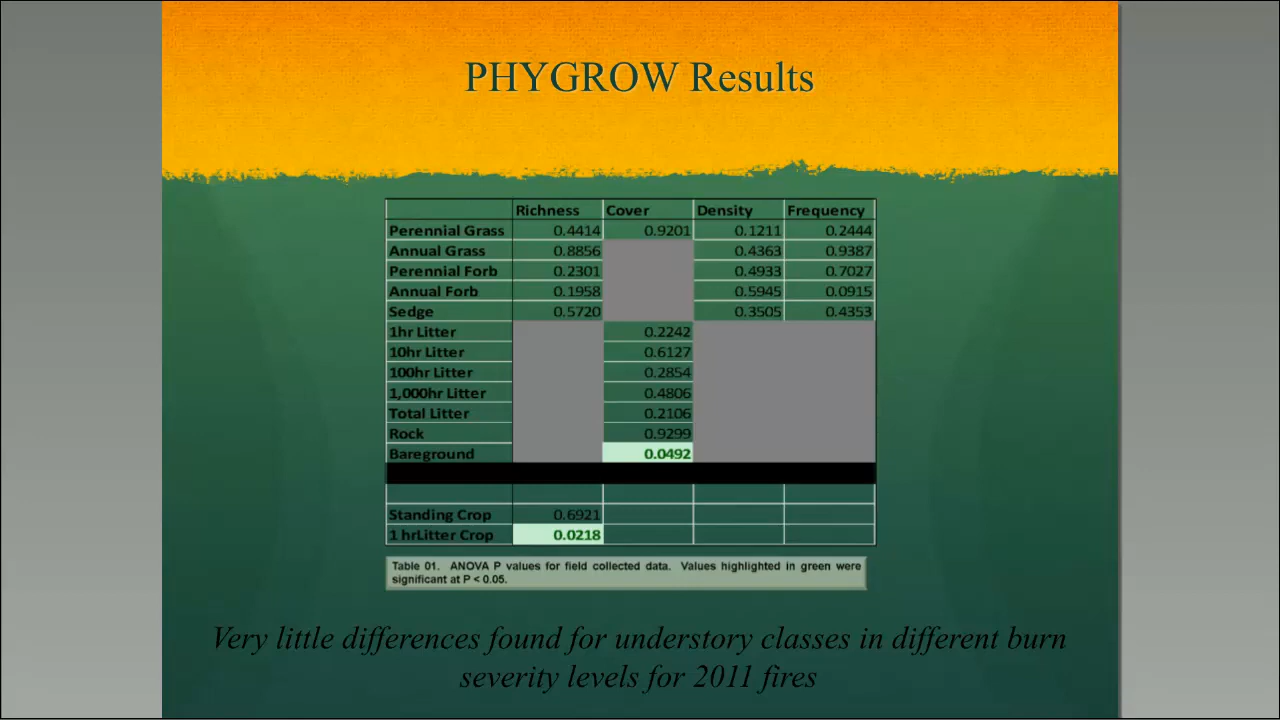 PHYGROW Results
Richness Cover Density Frequency
Perennial Grass 0.4414 0.9201 0.1211 0.2444
Annual Grass 0.8856 0.4363 0.9387
Perennial Forb 0.2301 0.4933 0.7027
Annual Forb 0.1958 0.5945 0.0915
Sedge 0.5720 0.3505 0.4353
1hr Litter 0.2242
10hr Litter 0.6127
100hr Litter 0.2854
1,000hr Litter 0.4806
Total Litter 0.2106
Rock 0.9299
Bareground 0.0492
Standing Crop 0.6921
1 hrLitter Crop 0.0218
Table 01. ANOVA P values for field collected data. Values highlighted in green were
significant at P < 0.05.
Very little differences found for understory classes in different burn
severity levels for 2011 fires